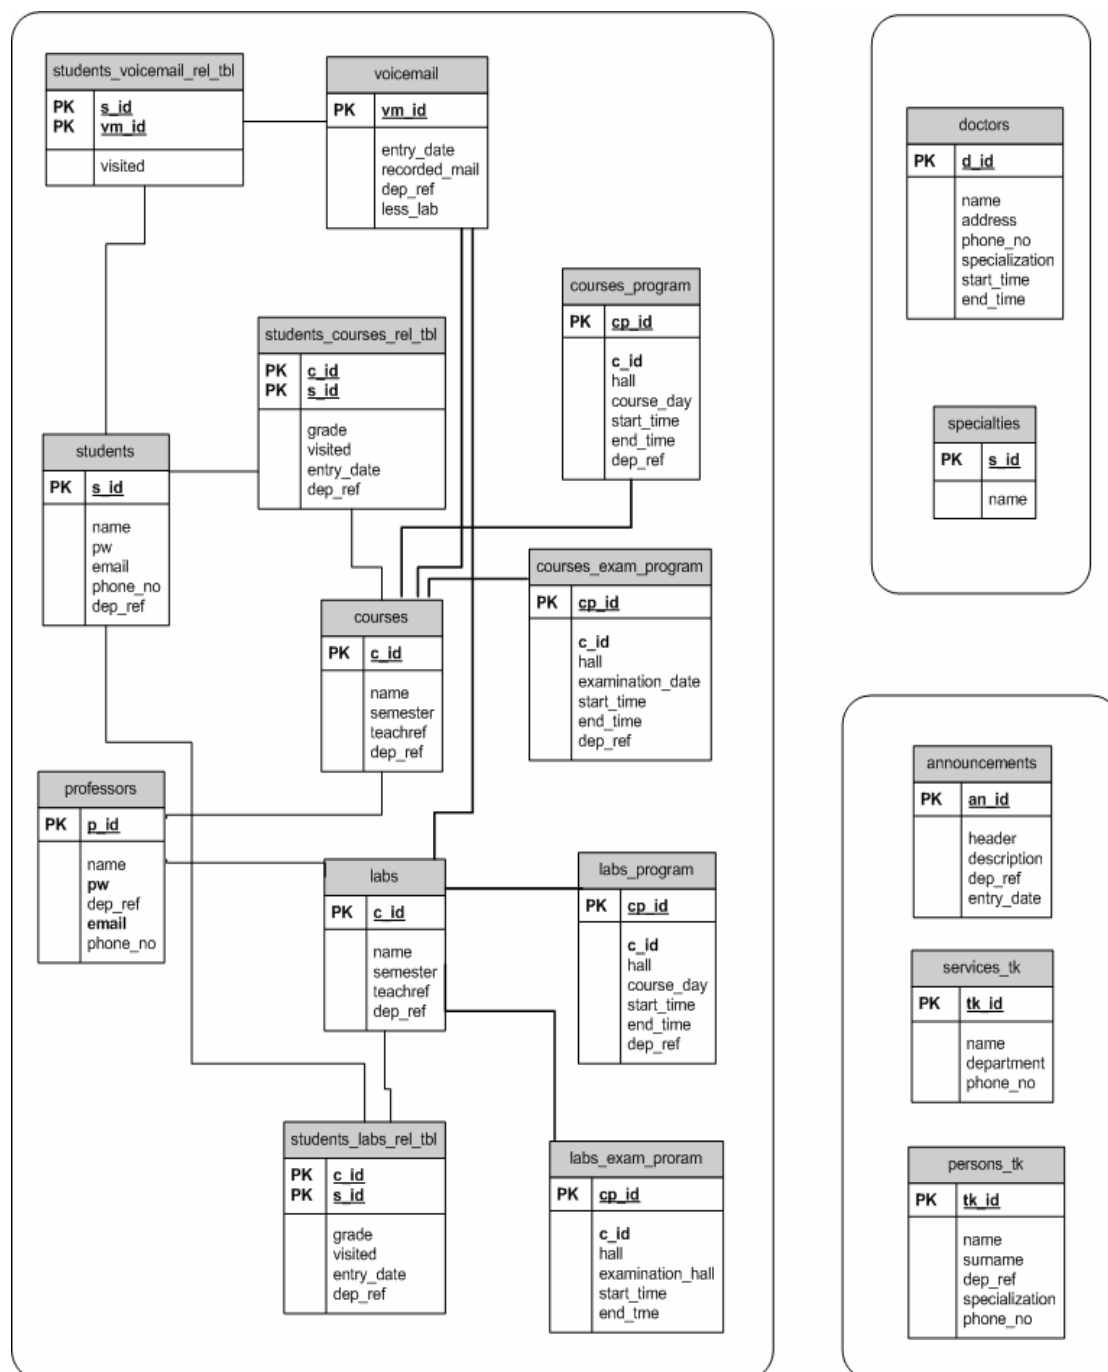 students_voicemail_rel_tbl
PK s_id
PK vm_id
visited
voicemail
PK vm_id
entry_date
recorded_mail
dep_ref
less_lab
courses_program
PK cp_id
c_id
hall
course_day
start_time
end_time
dep_ref
students_courses_rel_tbl
PK c_id
PK s_id
grade
visited
entry_date
dep_ref
students
PK s_id
name
pw
email
phone_no
dep_ref
courses_exam_program
PK cp_id
c_id
hall
examination_date
start_time
end_time
dep_ref
courses
PK c_id
name
semester
teachref
dep_ref
professors
PK p_id
name
pw
dep_ref
email
phone_no
labs
PK c_id
name
semester
teachref
dep_ref
labs_program
PK cp_id
c_id
hall
course_day
start_time
end_time
dep_ref
students_labs_rel_tbl
PK c_id
PK s_id
grade
visited
entry_date
dep_ref
labs_exam_proram
PK cp_id
c_id
hall
examination_hall
start_time
end_tme
doctors
PK d_id
name
address
phone_no
specialization
start_time
end_time
specialties
PK s_id
name
announcements
PK an_id
header
description
dep_ref
entry_date
services_tk
PK tk_id
name
department
phone_no
persons_tk
PK tk_id
name
surname
dep_ref
specialization
phone_no